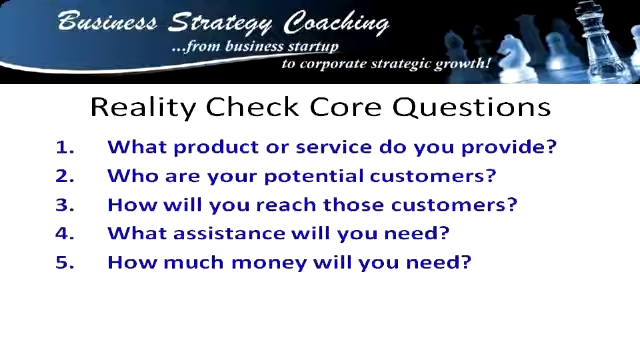 Business Strategy Coaching
...from business startup
to corporate strategic growth!
Reality Check Core Questions
1. What product or service do you provide?
2. Who are your potential customers?
3. How will you reach those customers?
4. What assistance will you need?
5. How much money will you need?